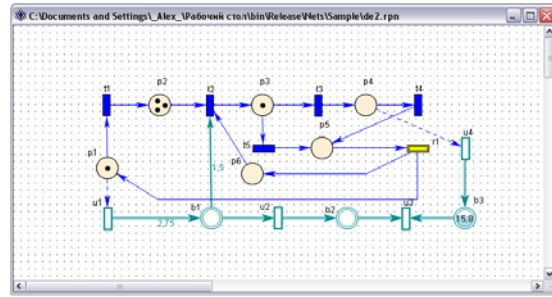 C:\Documents and Settings\_Alex_\Рабочий стол\bin\Release\Nets\Sample\de2.rpn
t1 p2 t2 p3 t3 p4 t4
p5 u4
t5 r1
p1 p6
1,5
u1 b1 u2 b2 u3 b3
2,75 15.0